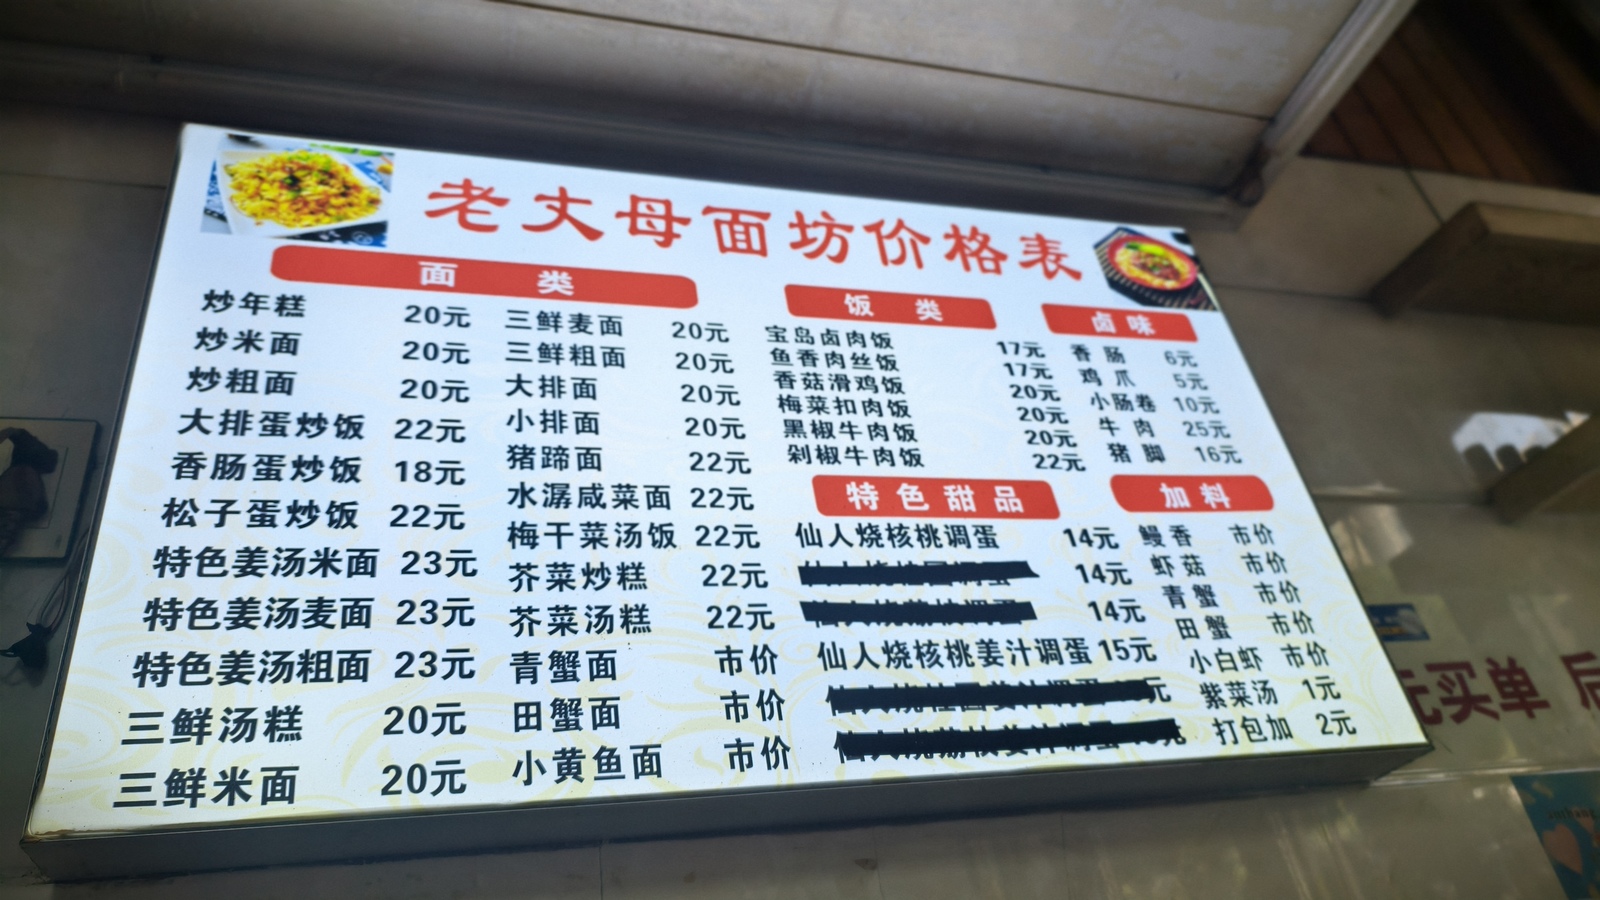 老丈母面坊价格表
面 类
炒年糕 20元
炒米面 20元
炒粗面 20元
大排蛋炒饭 22元
香肠蛋炒饭 18元
松子蛋炒饭 22元
特色姜汤米面 23元
特色姜汤麦面 23元
特色姜汤粗面 23元
三鲜汤糕 20元
三鲜米面 20元
三鲜麦面 20元
三鲜粗面 20元
大排面 20元
小排面 20元
猪蹄面 22元
水潺咸菜面 22元
梅干菜汤饭 22元
芥菜炒糕 22元
芥菜汤糕 22元
青蟹面 市价
田蟹面 市价
小黄鱼面 市价
饭 类
宝岛卤肉饭 17元
鱼香肉丝饭 17元
香菇滑鸡饭 20元
梅菜扣肉饭 20元
黑椒牛肉饭 20元
剁椒牛肉饭 22元
特色甜品
仙人烧核桃调蛋 14元
14元
14元
仙人烧核桃姜汁调蛋 15元
元
卤味
香肠 6元
鸡爪 5元
小肠卷 10元
牛肉 25元
猪脚 16元
加料
鳗香 市价
虾菇 市价
青蟹 市价
田蟹 市价
小白虾 市价
紫菜汤 1元
打包加 2元
元买单 后